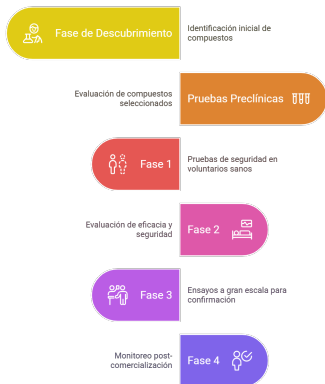 Fase de Descubrimiento
Identificación inicial de
compuestos
Evaluación de compuestos
seleccionados
Pruebas Preclínicas
Fase 1
Pruebas de seguridad en
voluntarios sanos
Evaluación de eficacia y
seguridad
Fase 2
Fase 3
Ensayos a gran escala para
confirmación
Monitoreo post-
comercialización
Fase 4